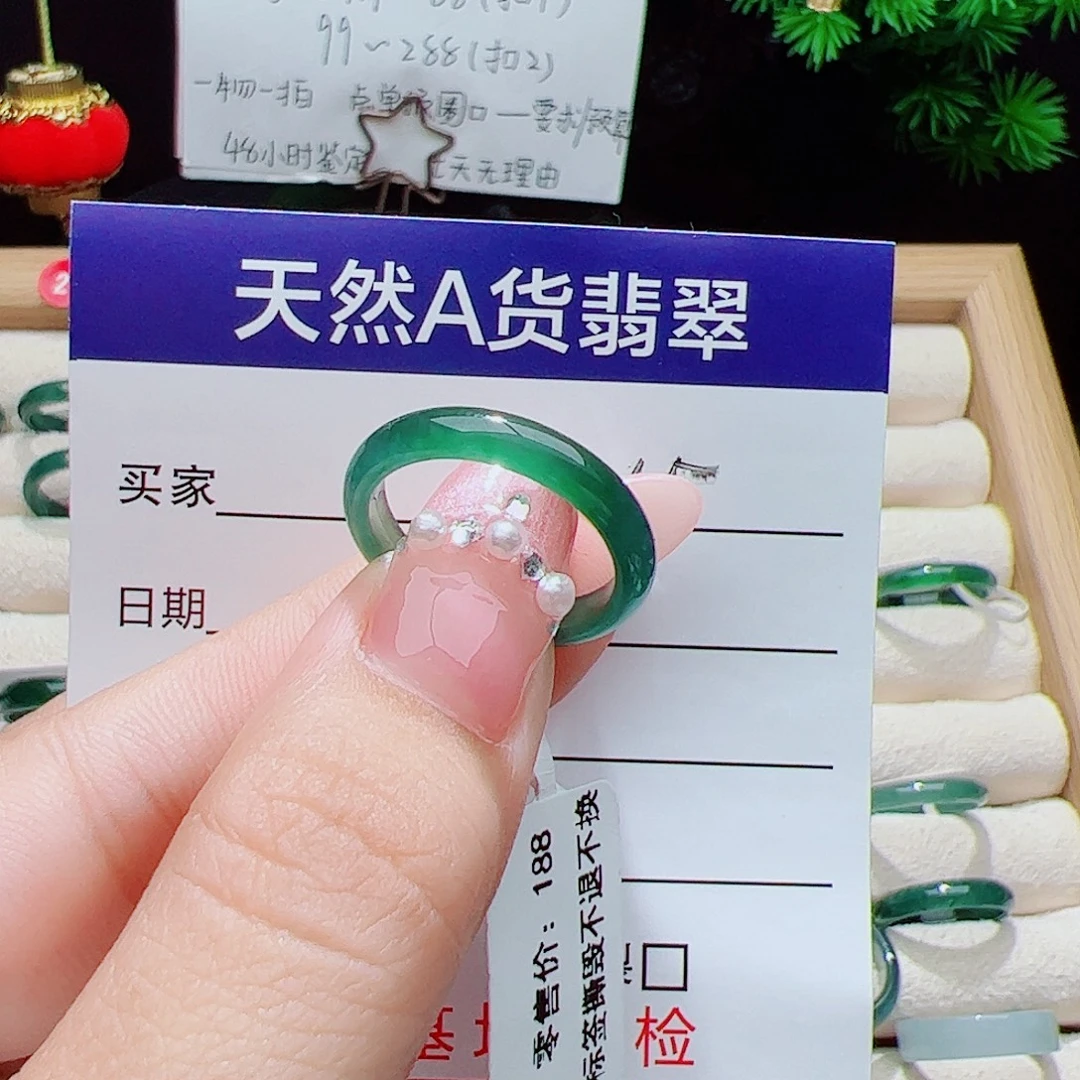 99~288(扣2)
一物一拍
48小时鉴定 七天无理由
天然A货翡翠
买家
日期
零售价: 188
标签撕毁不退不换
检